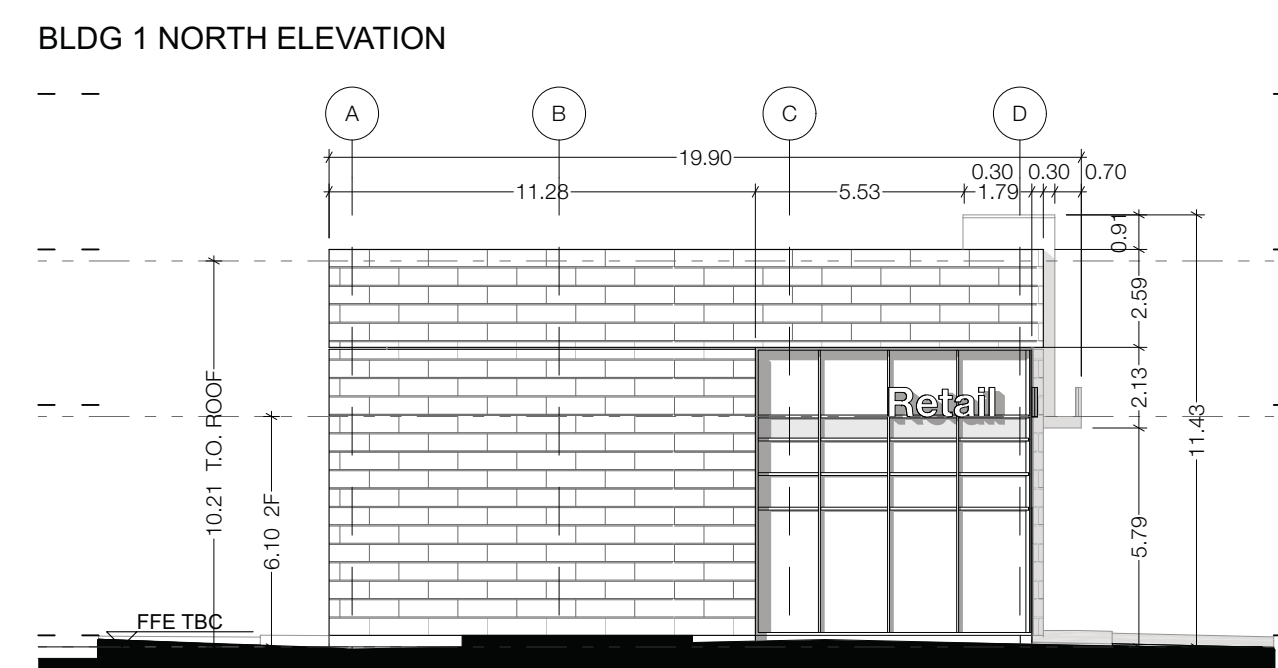 BLDG 1 NORTH ELEVATION
A B C D
19.90
0.30 0.30 0.70
11.28 5.53 1.79
0.91
2.59
2.13
11.43
5.79
10.21 T.O. ROOF
6.10 2F
Retail
FFE TBC